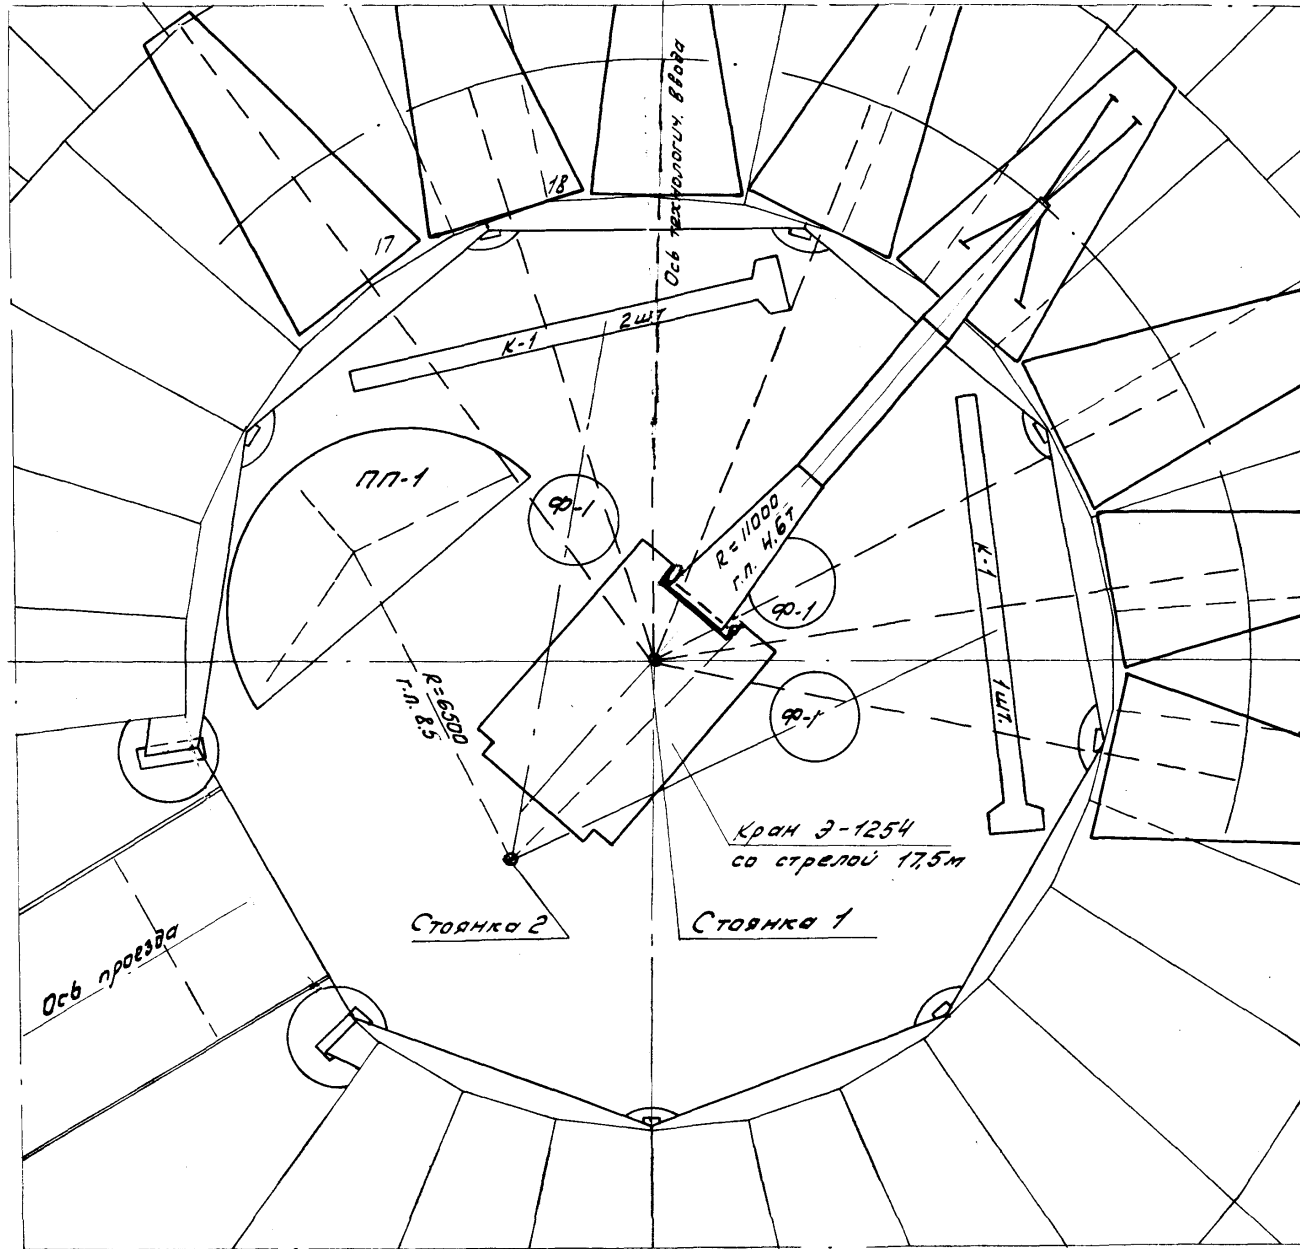 Ось технологич. ввода
18
17
2шт
К-1
ПП-1
Ф-1
R=11000
г.п. 4,6т
Ф-1
К-1
1шт.
R=6500
г.п. 8,5
Ф-1
Кран Э-1254
со стрелой 17,5м
Стоянка 2
Стоянка 1
Ось проезда